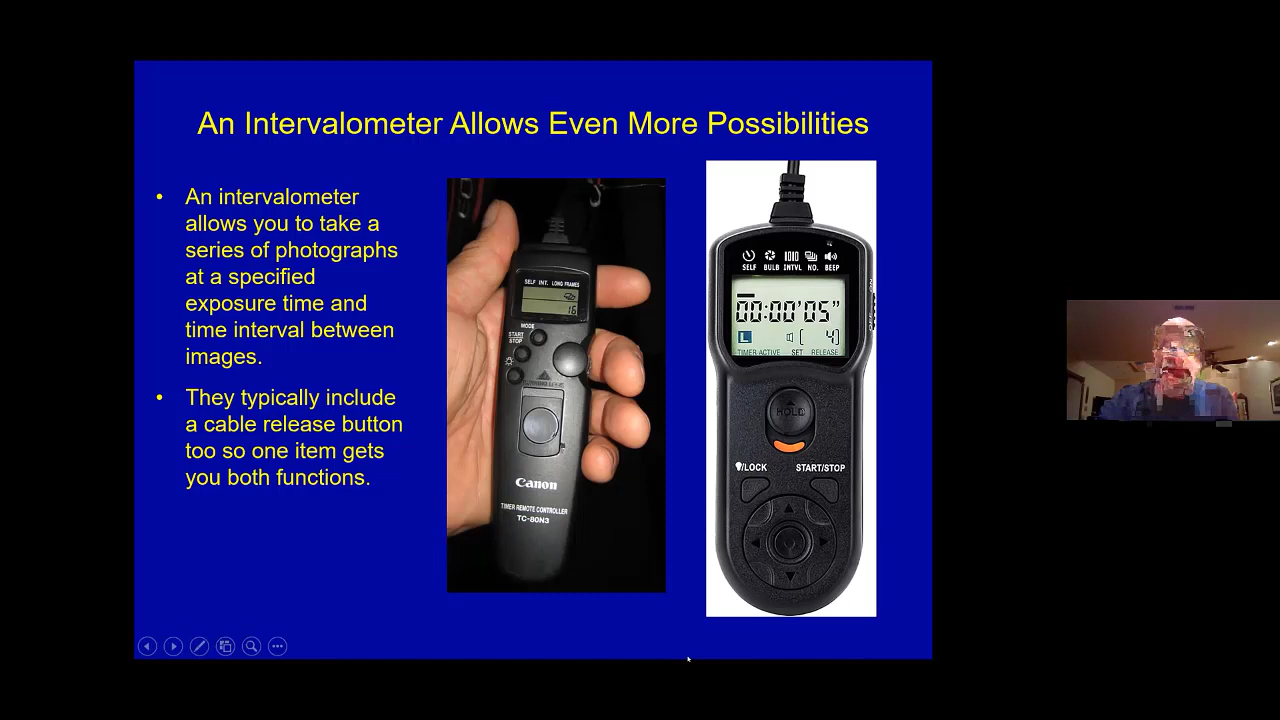 An Intervalometer Allows Even More Possibilities
• An intervalometer
allows you to take a
series of photographs
at a specified
exposure time and
time interval between
images.
• They typically include
a cable release button
too so one item gets
you both functions.
SELF INT. LONG FRAMES
16
MODE
START
STOP
Canon
TIMER REMOTE CONTROLLER
TC-80N3
SELF BULB INTVL NO. BEEP
00:00'05"
L [ 4]
TIMER ACTIVE SET RELEASE
HOLD
/LOCK START/STOP